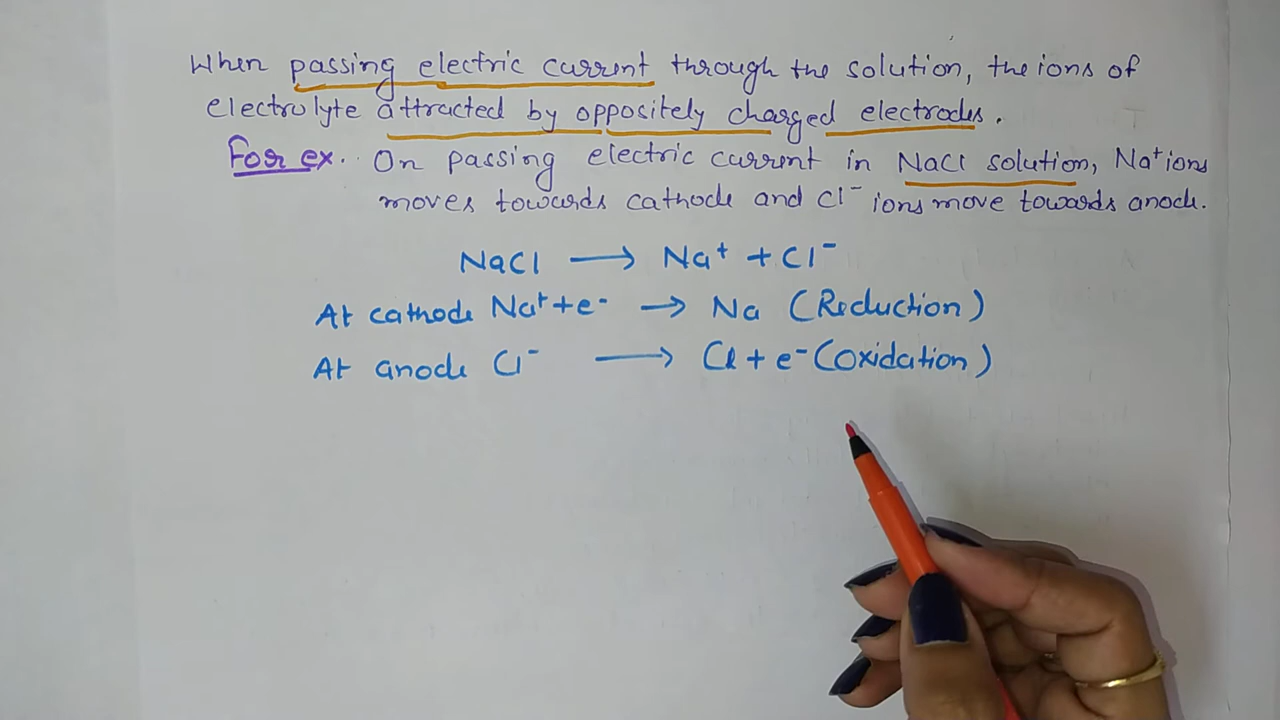 When passing electric current through the solution, the ions of
electrolyte attracted by oppositely charged electrodes.
For ex. On passing electric current in NaCl solution, Na⁺ ions
moves towards cathode and Cl⁻ ions move towards anode.
NaCl ⟶ Na⁺ + Cl⁻
At cathode Na⁺+e⁻ ⟶ Na (Reduction)
At anode Cl⁻ ⟶ Cl + e⁻ (Oxidation)